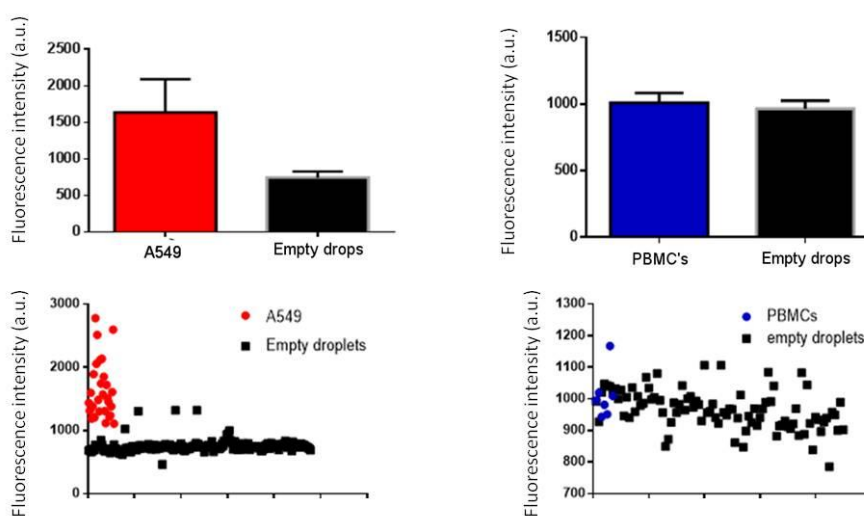 Fluorescence intensity (a.u.)
2500
2000
1500
1000
500
0
A549
Empty drops
Fluorescence intensity (a.u.)
1500
1000
500
0
PBMC's
Empty drops
Fluorescence intensity (a.u.)
3000
2000
1000
0
A549
Empty droplets
Fluorescence intensity (a.u.)
1300
1200
1100
1000
900
800
700
PBMCs
empty droplets